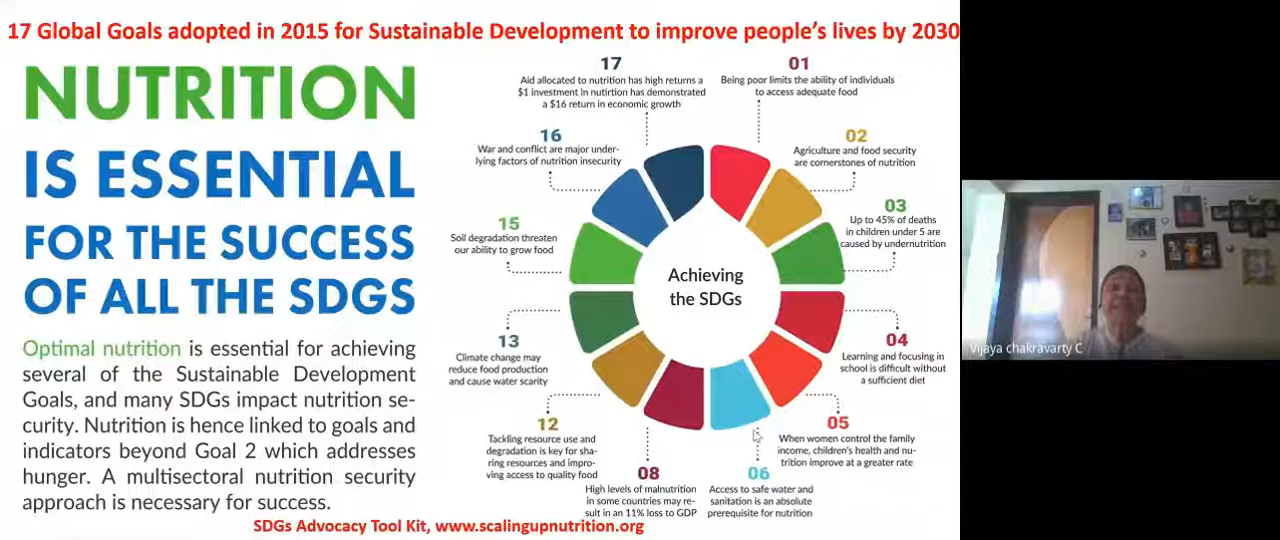 17 Global Goals adopted in 2015 for Sustainable Development to improve people's lives by 2030
NUTRITION
IS ESSENTIAL
FOR THE SUCCESS
OF ALL THE SDGS
Optimal nutrition is essential for achieving
several of the Sustainable Development
Goals, and many SDGs impact nutrition se-
curity. Nutrition is hence linked to goals and
indicators beyond Goal 2 which addresses
hunger. A multisectoral nutrition security
approach is necessary for success.
17
Aid allocated to nutrition has high returns a
$1 investment in nutirtion has demonstrated
a $16 return in economic growth
01
Being poor limits the ability of individuals
to access adequate food
16
War and conflict are major under-
lying factors of nutrition insecurity
02
Agriculture and food security
are cornerstones of nutrition
15
Soil degradation threaten
our ability to grow food
03
Up to 45% of deaths
in children under 5 are
caused by undernutrition
Achieving
the SDGs
13
Climate change may
reduce food production
and cause water scarity
04
Learning and focusing in
school is difficult without
a sufficient diet
12
Tackling resource use and
degradation is key for sha-
ring resources and impro-
ving access to quality food
05
When women control the family
income, children's health and nu-
trition improve at a greater rate
08
High levels of malnutrition
in some countries may re-
sult in an 11% loss to GDP
06
Access to safe water and
sanitation is an absolute
prerequisite for nutrition
SDGs Advocacy Tool Kit, www.scalingupnutrition.org
Vijaya chakravarty C